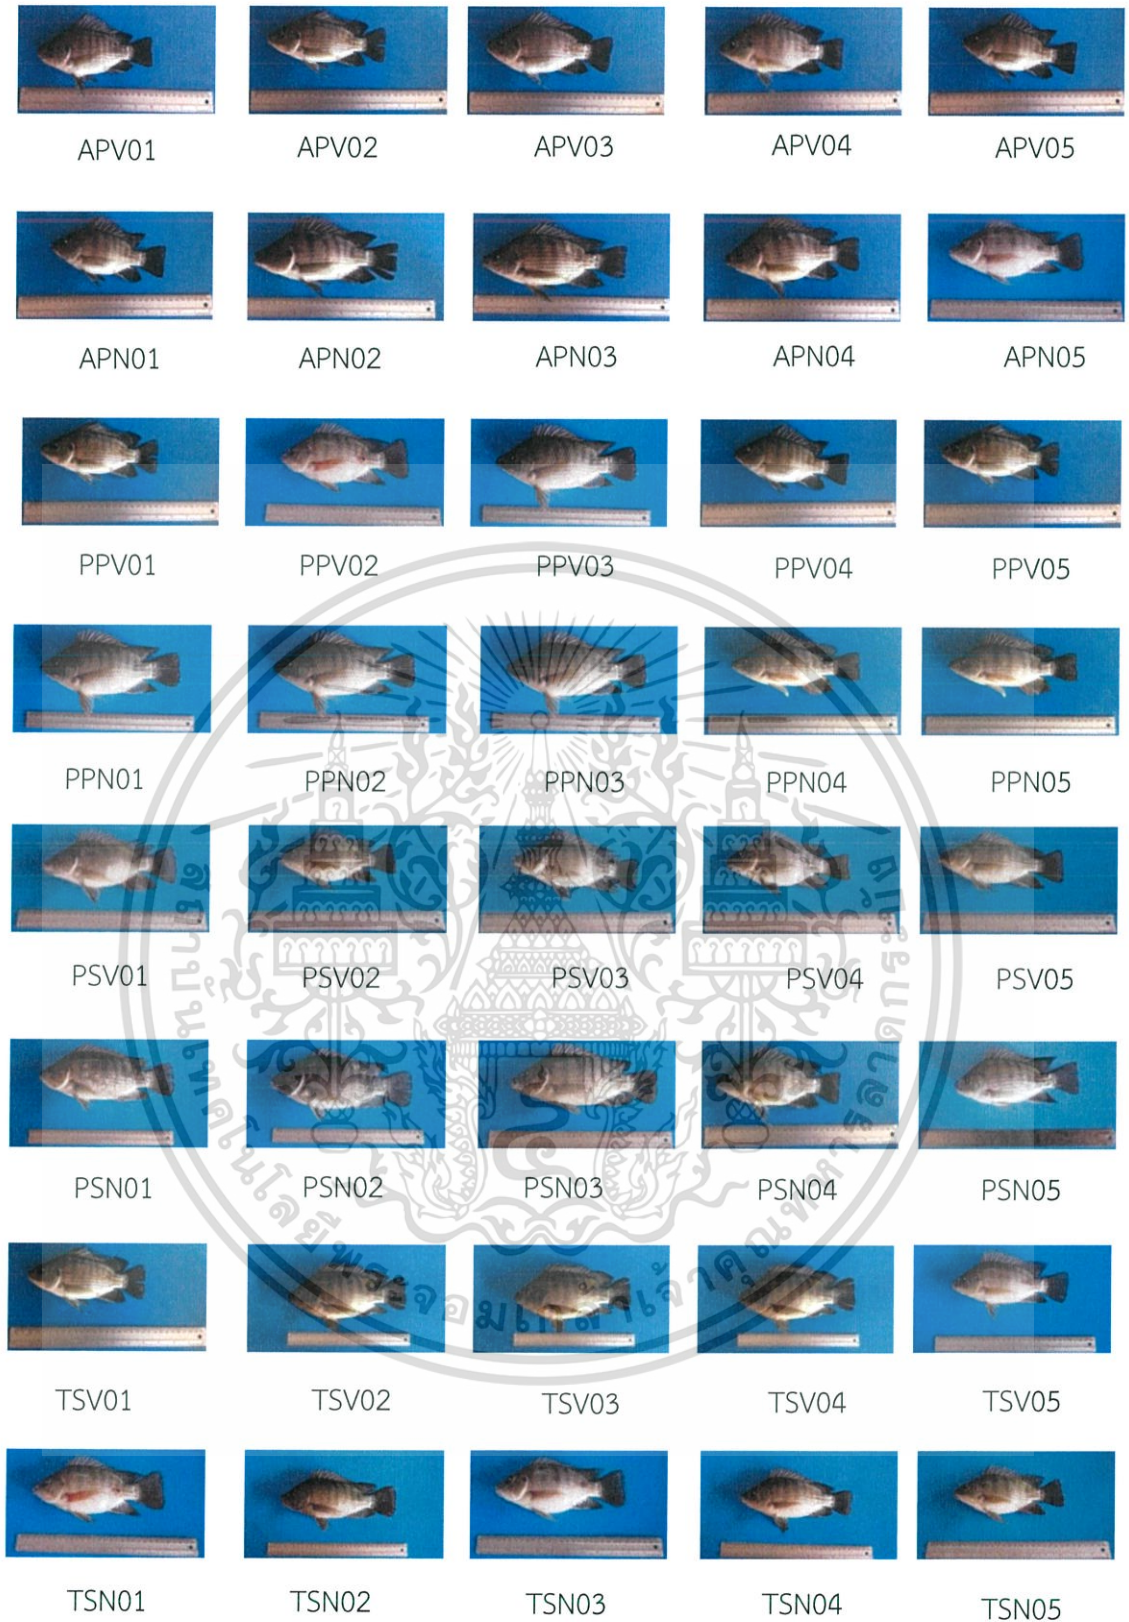 APV01 APV02 APV03 APV04 APV05
APN01 APN02 APN03 APN04 APN05
PPV01 PPV02 PPV03 PPV04 PPV05
PPN01 PPN02 PPN03 PPN04 PPN05
PSV01 PSV02 PSV03 PSV04 PSV05
PSN01 PSN02 PSN03 PSN04 PSN05
TSV01 TSV02 TSV03 TSV04 TSV05
TSN01 TSN02 TSN03 TSN04 TSN05